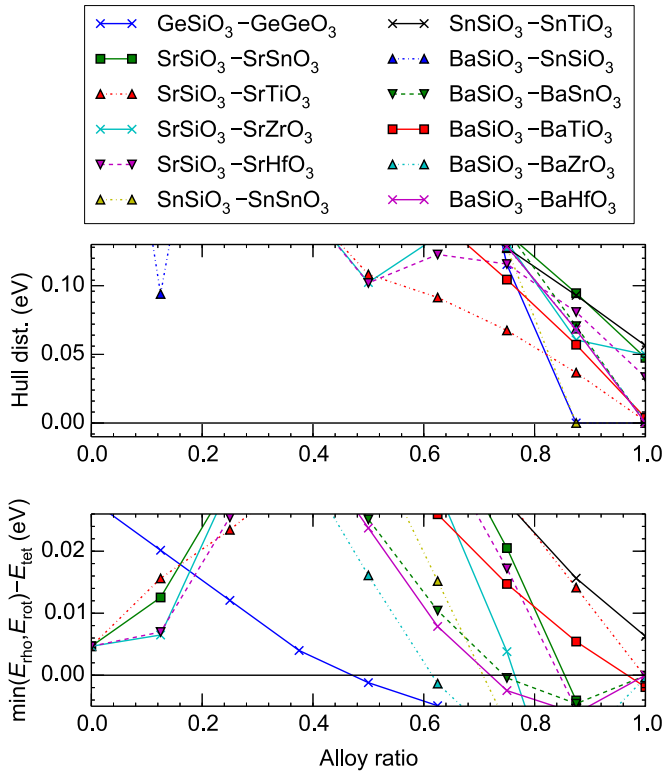 GeSiO₃−GeGeO₃ SnSiO₃−SnTiO₃
SrSiO₃−SrSnO₃ BaSiO₃−SnSiO₃
SrSiO₃−SrTiO₃ BaSiO₃−BaSnO₃
SrSiO₃−SrZrO₃ BaSiO₃−BaTiO₃
SrSiO₃−SrHfO₃ BaSiO₃−BaZrO₃
SnSiO₃−SnSnO₃ BaSiO₃−BaHfO₃
Hull dist. (eV)
0.10
0.05
0.00
0.0 0.2 0.4 0.6 0.8 1.0
min(E_rho,E_rot)−E_tet (eV)
0.02
0.01
0.00
0.0 0.2 0.4 0.6 0.8 1.0
Alloy ratio